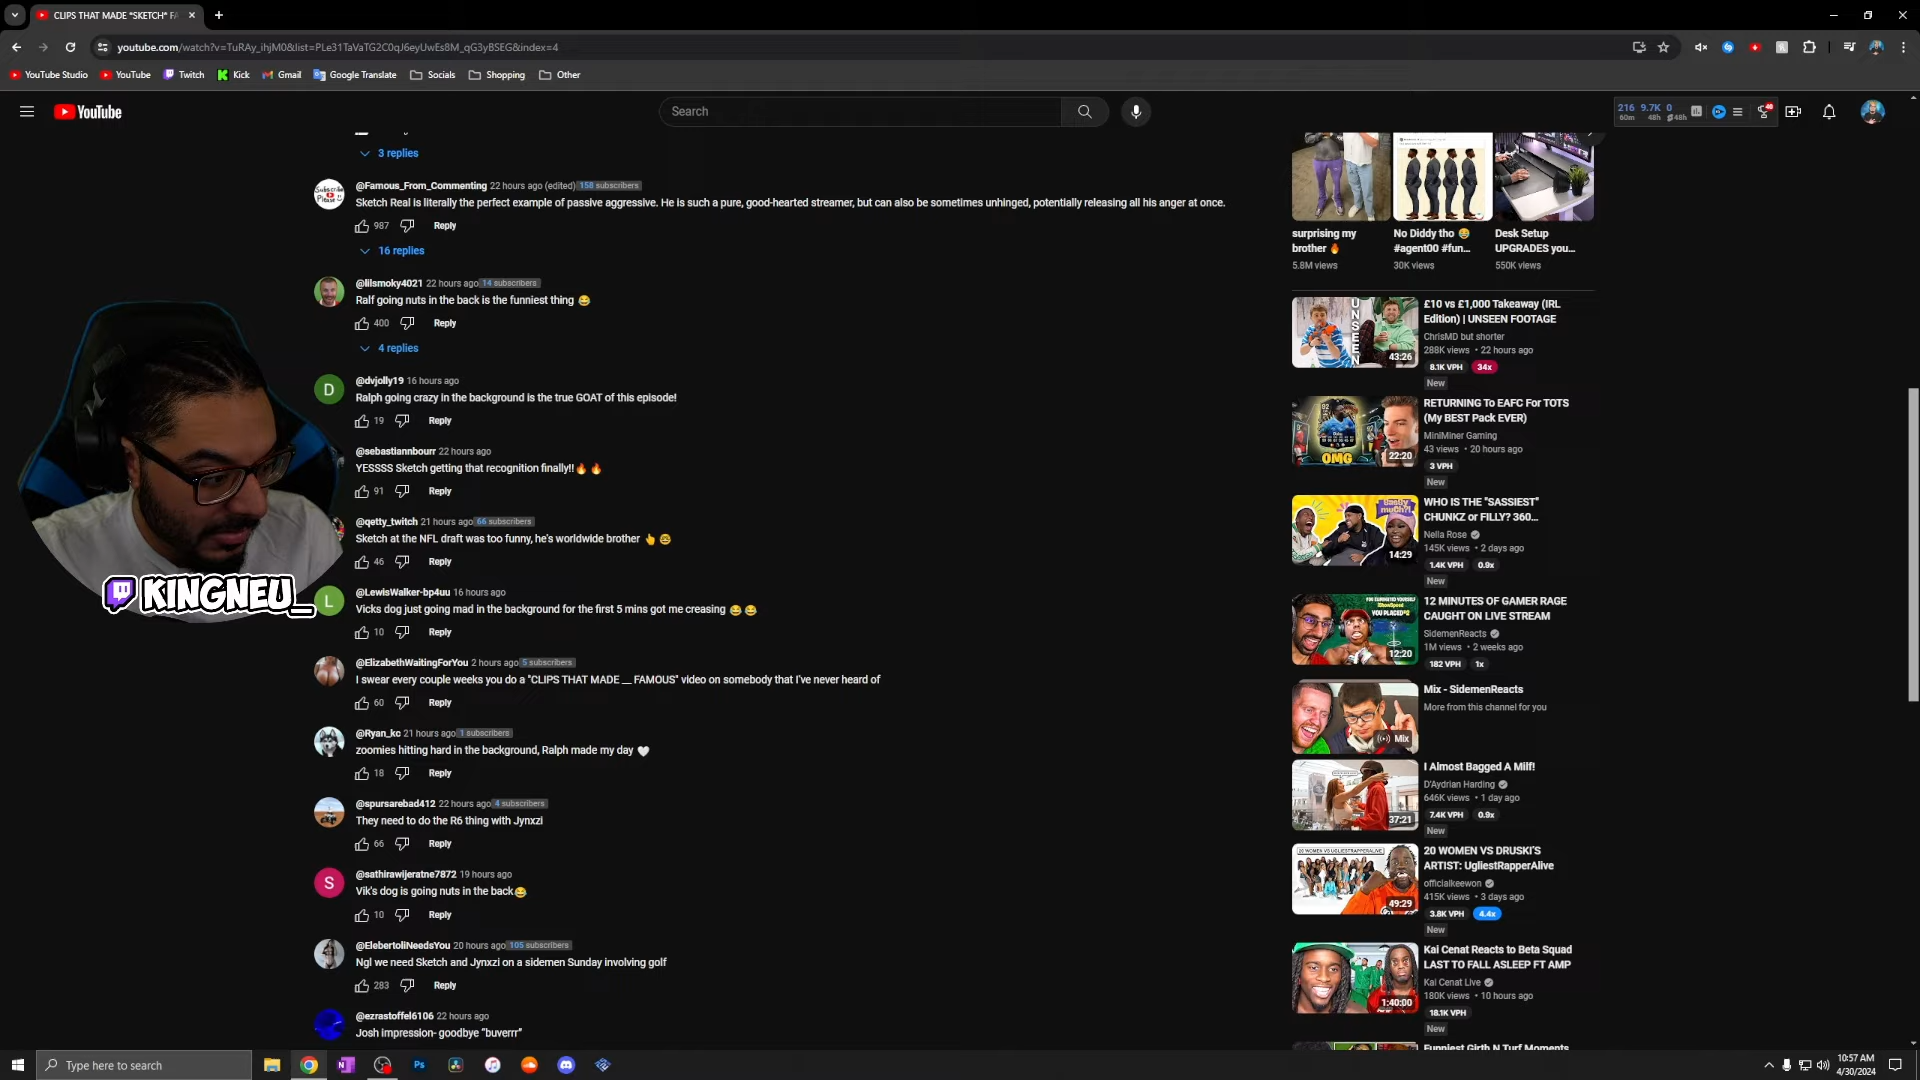 CLIPS THAT MADE *SKETCH* FA
youtube.com/watch?v=TuRAy_ihjM0&list=PLe31TaVaTG2C0qJ6eyUwEs8M_qG3yBSEG&index=4
YouTube Studio YouTube Twitch Kick Gmail Google Translate Socials Shopping Other
YouTube
Search
216 9.7K 0
60m 48h 48h
3 replies
@Famous_From_Commenting 22 hours ago (edited) 158 subscribers
Sketch Real is literally the perfect example of passive aggressive. He is such a pure, good-hearted streamer, but can also be sometimes unhinged, potentially releasing all his anger at once.
987 Reply
16 replies
@lilsmoky4021 22 hours ago 14 subscribers
Ralf going nuts in the back is the funniest thing 😂
400 Reply
4 replies
D
@dvjolly19 16 hours ago
Ralph going crazy in the background is the true GOAT of this episode!
19 Reply
@sebastiannbourr 22 hours ago
YESSSS Sketch getting that recognition finally!!🔥🔥
91 Reply
@qetty_twitch 21 hours ago 66 subscribers
Sketch at the NFL draft was too funny, he's worldwide brother 👆🤓
46 Reply
KINGNEU_
L
@LewisWalker-bp4uu 16 hours ago
Vicks dog just going mad in the background for the first 5 mins got me creasing 😂😂
10 Reply
@ElizabethWaitingForYou 2 hours ago 5 subscribers
I swear every couple weeks you do a "CLIPS THAT MADE __ FAMOUS" video on somebody that I've never heard of
60 Reply
@Ryan_kc 21 hours ago 1 subscribers
zoomies hitting hard in the background, Ralph made my day 🤍
18 Reply
@spursarebad412 22 hours ago 4 subscribers
They need to do the R6 thing with Jynxzi
66 Reply
S
@sathirawijeratne7872 19 hours ago
Vik's dog is going nuts in the back😂
10 Reply
@ElebertoliNeedsYou 20 hours ago 105 subscribers
Ngl we need Sketch and Jynxzi on a sidemen Sunday involving golf
283 Reply
@ezrastoffel6106 22 hours ago
Josh impression- goodbye "buverrr"
surprising my
brother 🔥
5.8M views
No Diddy tho 😂
#agent00 #fun...
30K views
Desk Setup
UPGRADES you...
550K views
UNSEEN
43:26
£10 vs £1,000 Takeaway (IRL
Edition) | UNSEEN FOOTAGE
ChrisMD but shorter
288K views • 22 hours ago
8.1K VPH 34x
New
OMG
22:20
RETURNING To EAFC For TOTS
(My BEST Pack EVER)
MiniMiner Gaming
43 views • 20 hours ago
3 VPH
New
14:29
WHO IS THE "SASSIEST"
CHUNKZ or FILLY? 360...
Nella Rose
145K views • 2 days ago
1.4K VPH 0.9x
New
12:20
12 MINUTES OF GAMER RAGE
CAUGHT ON LIVE STREAM
SidemenReacts
1M views • 2 weeks ago
182 VPH 1x
Mix
Mix - SidemenReacts
More from this channel for you
37:21
I Almost Bagged A Milf!
D'Aydrian Harding
646K views • 1 day ago
7.4K VPH 0.9x
New
49:29
20 WOMEN VS DRUSKI'S
ARTIST: UgliestRapperAlive
officialkeewon
415K views • 3 days ago
3.8K VPH 4.4x
New
1:40:00
Kai Cenat Reacts to Beta Squad
LAST TO FALL ASLEEP FT AMP
Kai Cenat Live
180K views • 10 hours ago
18.1K VPH
New
Funniest Girth N Turf Moments
Type here to search
Ps
10:57 AM
4/30/2024